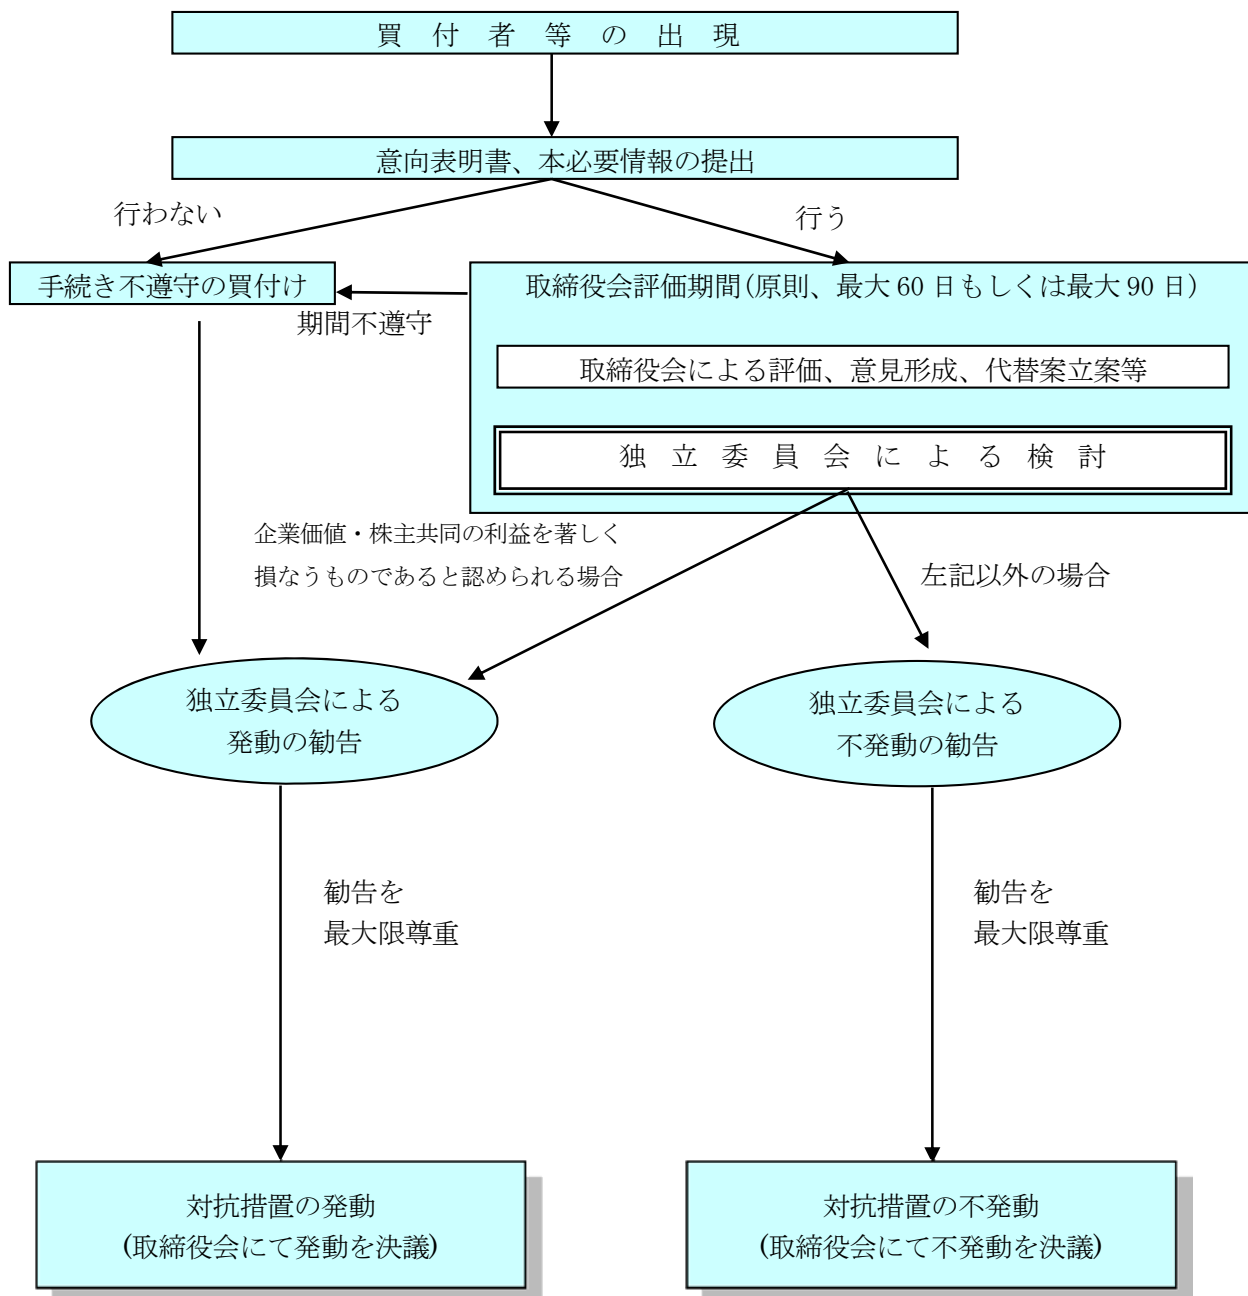 買付者等の出現
意向表明書、本必要情報の提出
行わない
行う
手続き不遵守の買付け
取締役会評価期間(原則、最大 60 日もしくは最大 90 日)
期間不遵守
取締役会による評価、意見形成、代替案立案等
独立委員会による検討
企業価値・株主共同の利益を著しく
損なうものであると認められる場合
左記以外の場合
独立委員会による
発動の勧告
独立委員会による
不発動の勧告
勧告を
最大限尊重
勧告を
最大限尊重
対抗措置の発動
(取締役会にて発動を決議)
対抗措置の不発動
(取締役会にて不発動を決議)